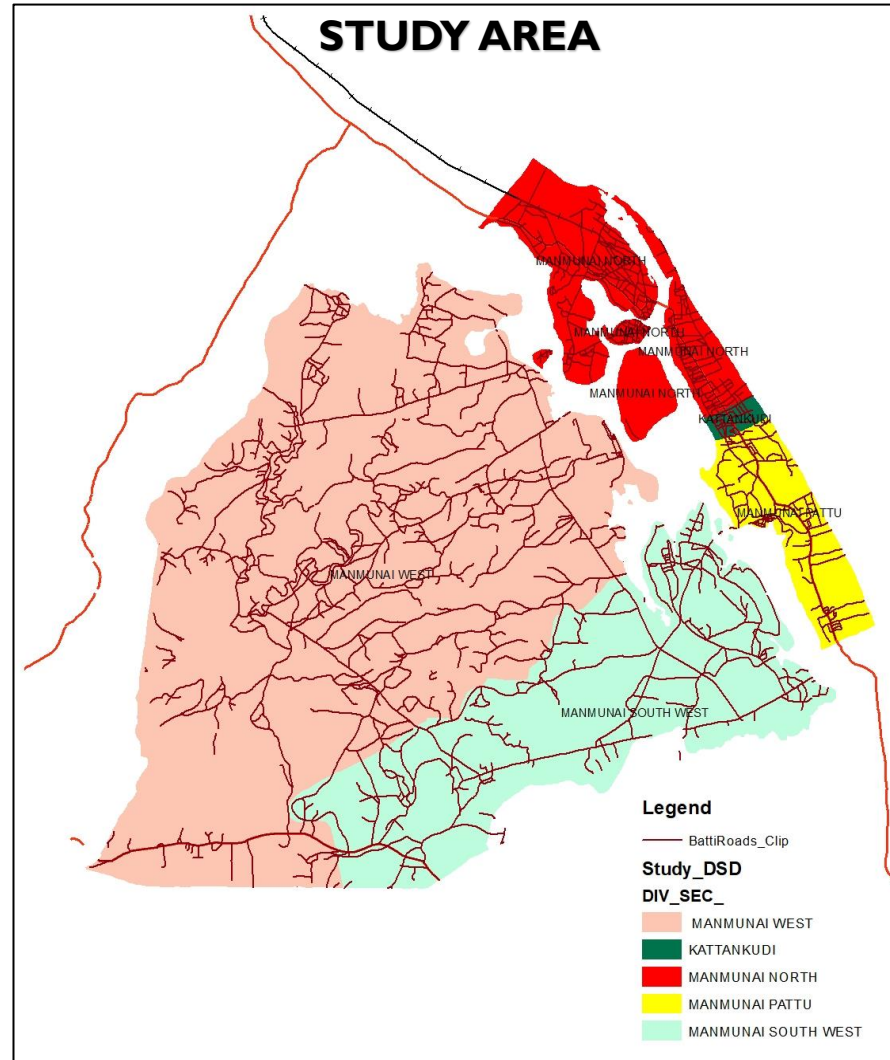 STUDY AREA
MANMUNAI NORTH
MANMUNAI NORTH
MANMUNAI NORTH
MANMUNAI NORTH
KATTANKUDI
MANMUNAI PATTU
MANMUNAI WEST
MANMUNAI SOUTH WEST
Legend
BattiRoads_Clip
Study_DSD
DIV_SEC_
MANMUNAI WEST
KATTANKUDI
MANMUNAI NORTH
MANMUNAI PATTU
MANMUNAI SOUTH WEST